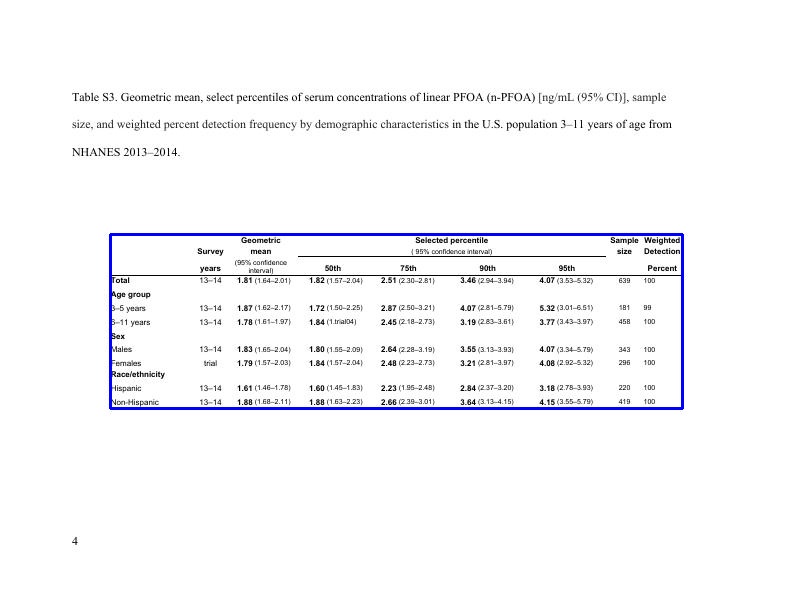 Table S3. Geometric mean, select percentiles of serum concentrations of linear PFOA (n-PFOA) [ng/mL (95% CI)], sample
size, and weighted percent detection frequency by demographic characteristics in the U.S. population 3–11 years of age from
NHANES 2013–2014.
Geometric Selected percentile Sample Weighted
Survey mean ( 95% confidence interval) size Detection
years (95% confidence interval) 50th 75th 90th 95th Percent
Total 13–14 1.81 (1.64–2.01) 1.82 (1.57–2.04) 2.51 (2.30–2.81) 3.46 (2.94–3.94) 4.07 (3.53–5.32) 639 100
Age group
3–5 years 13–14 1.87 (1.62–2.17) 1.72 (1.50–2.25) 2.87 (2.50–3.21) 4.07 (2.81–5.79) 5.32 (3.01–6.51) 181 99
6–11 years 13–14 1.78 (1.61–1.97) 1.84 (1.trial04) 2.45 (2.18–2.73) 3.19 (2.83–3.61) 3.77 (3.43–3.97) 458 100
Sex
Males 13–14 1.83 (1.65–2.04) 1.80 (1.55–2.09) 2.64 (2.28–3.19) 3.55 (3.13–3.93) 4.07 (3.34–5.79) 343 100
Females trial 1.79 (1.57–2.03) 1.84 (1.57–2.04) 2.48 (2.23–2.73) 3.21 (2.81–3.97) 4.08 (2.92–5.32) 296 100
Race/ethnicity
Hispanic 13–14 1.61 (1.46–1.78) 1.60 (1.45–1.83) 2.23 (1.95–2.48) 2.84 (2.37–3.20) 3.18 (2.78–3.93) 220 100
Non-Hispanic 13–14 1.88 (1.68–2.11) 1.88 (1.63–2.23) 2.66 (2.39–3.01) 3.64 (3.13–4.15) 4.15 (3.55–5.79) 419 100
4